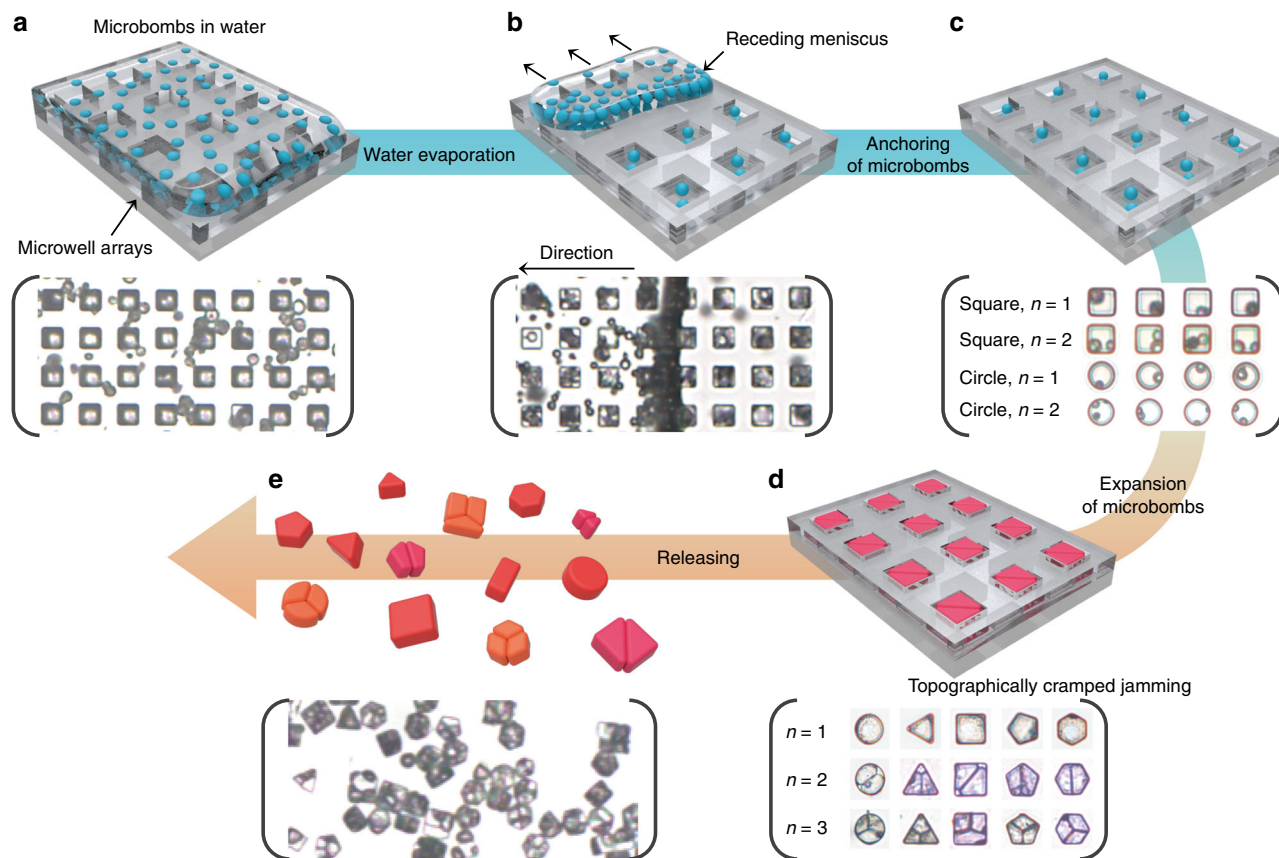 a
Microbombs in water
Microwell arrays
Water evaporation
b
Receding meniscus
Direction
Anchoring
of microbombs
c
Square, n = 1
Square, n = 2
Circle, n = 1
Circle, n = 2
Expansion
of microbombs
d
Topographically cramped jamming
n = 1
n = 2
n = 3
Releasing
e